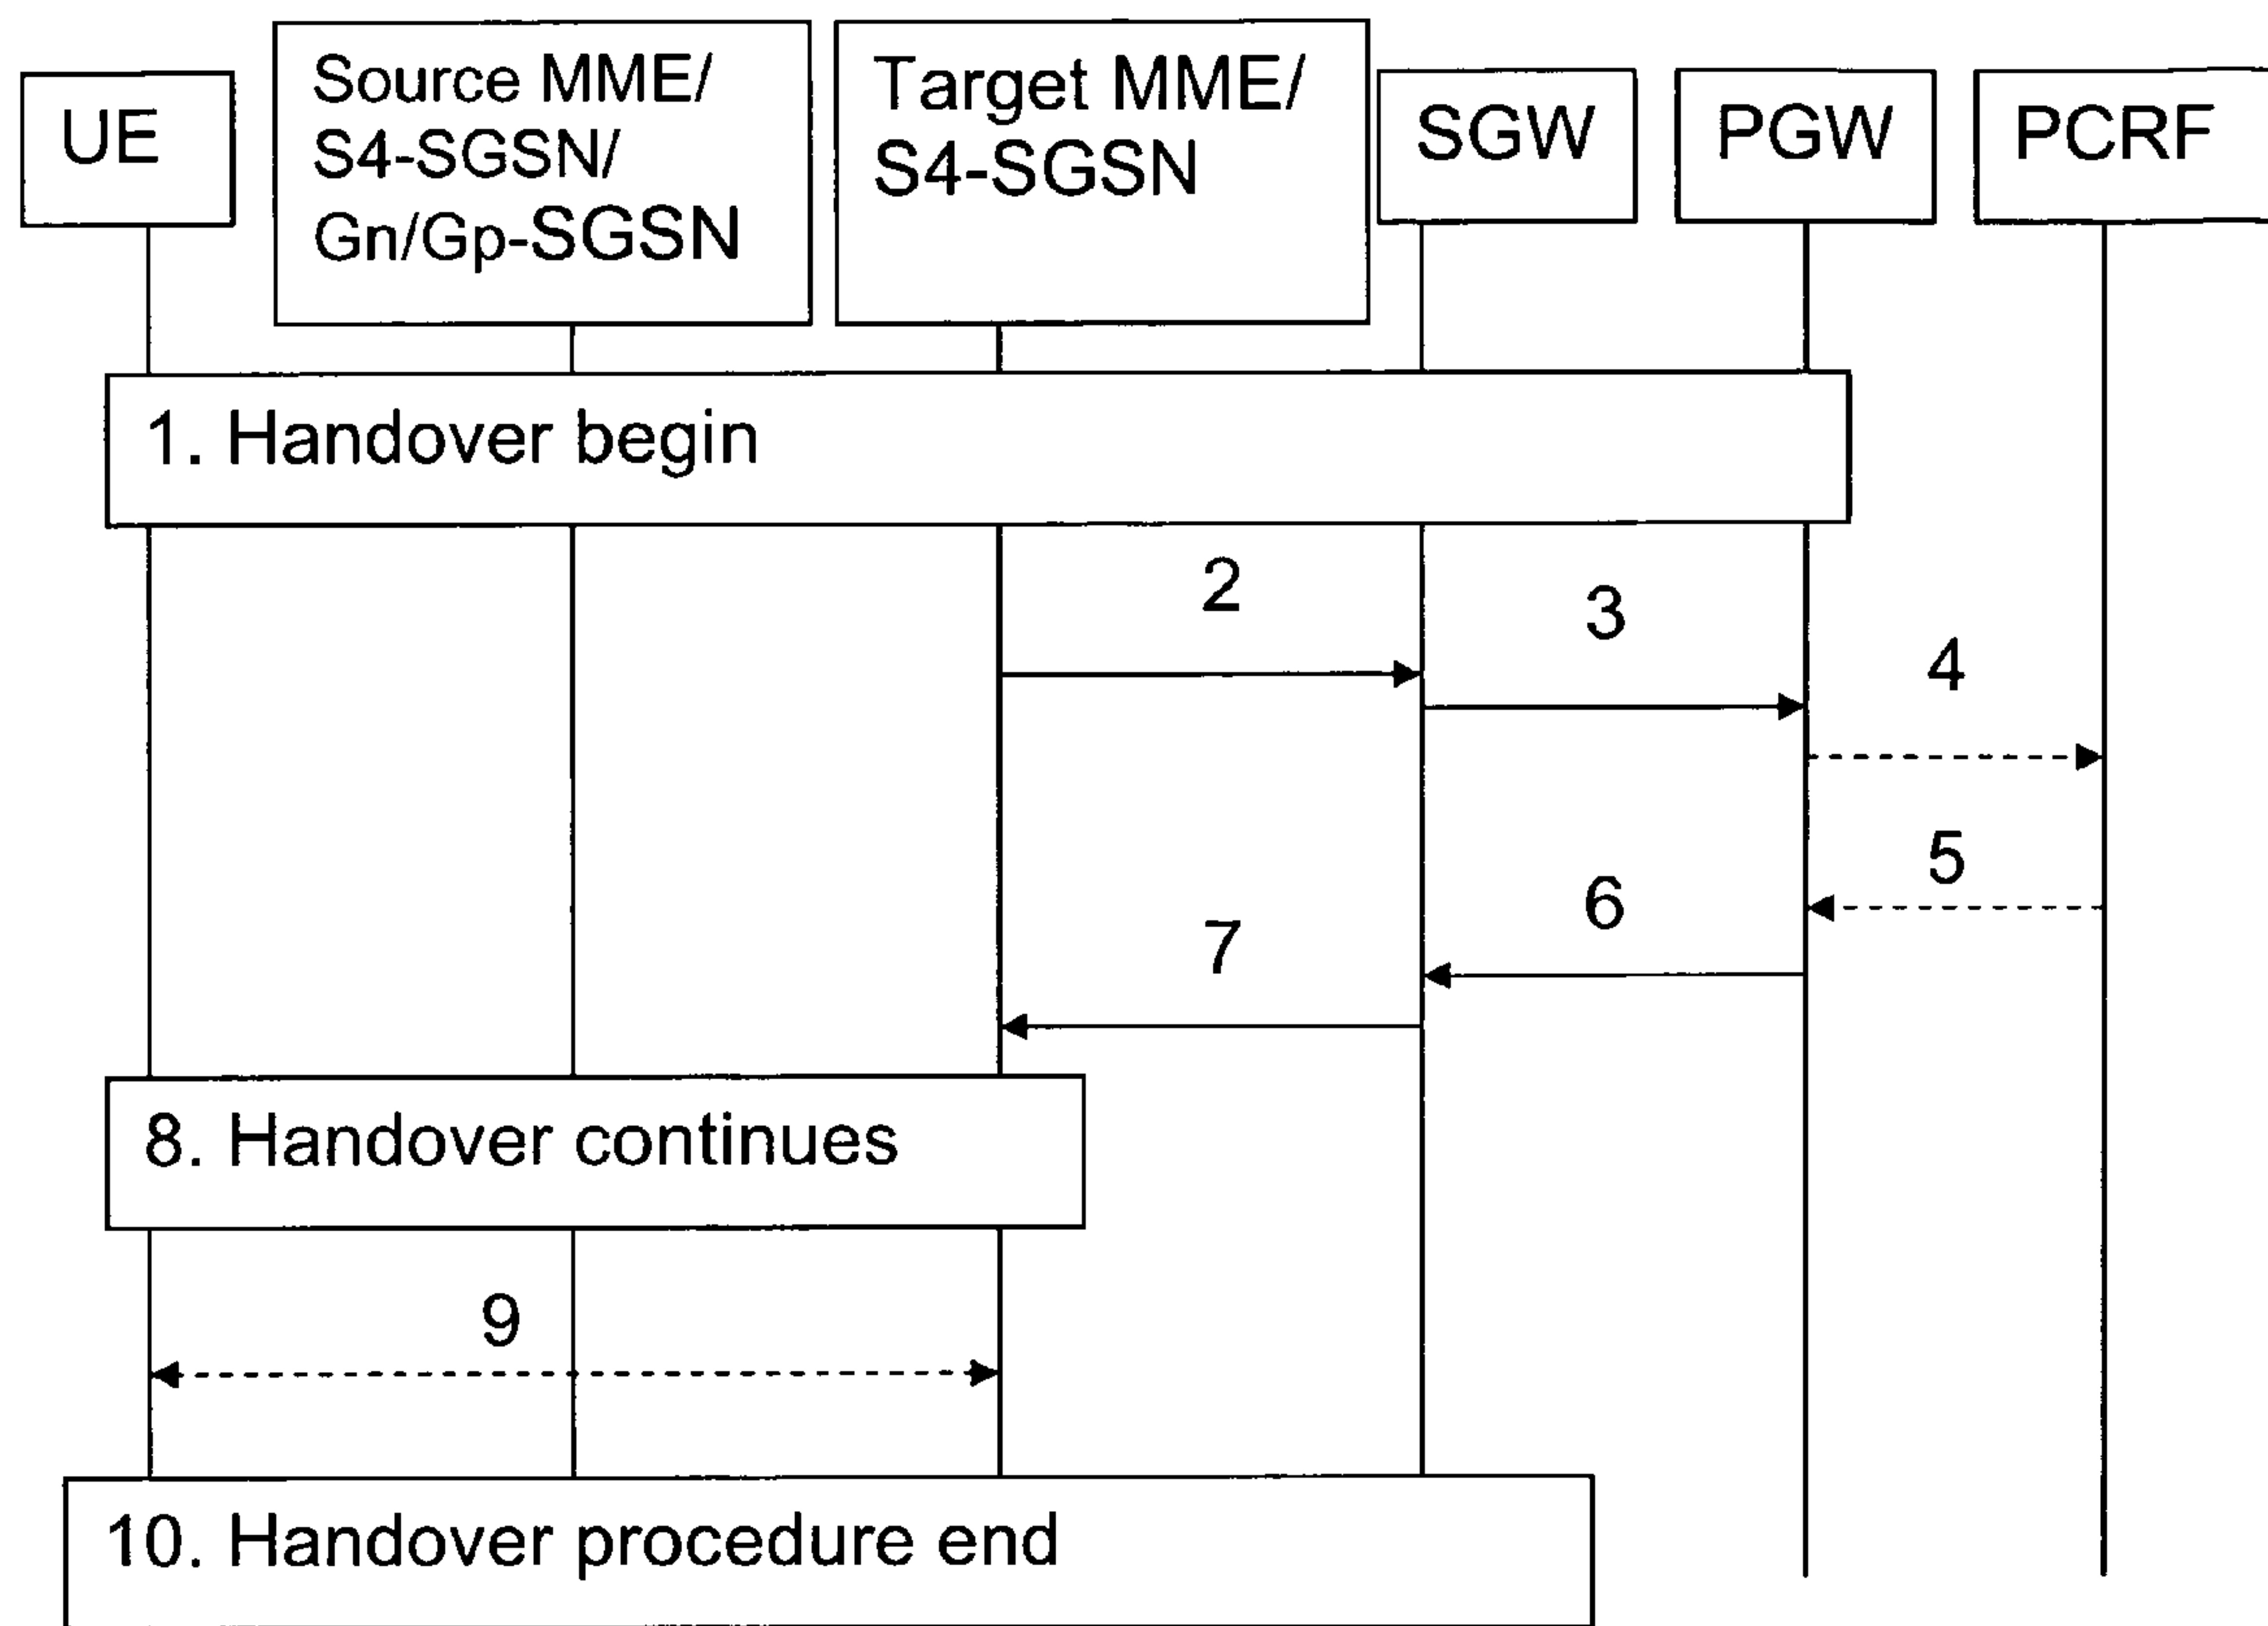 UE
Source MME/
S4-SGSN/
Gn/Gp-SGSN
Target MME/
S4-SGSN
SGW
PGW
PCRF
1. Handover begin
2
3
4
5
6
7
8. Handover continues
9
10. Handover procedure end